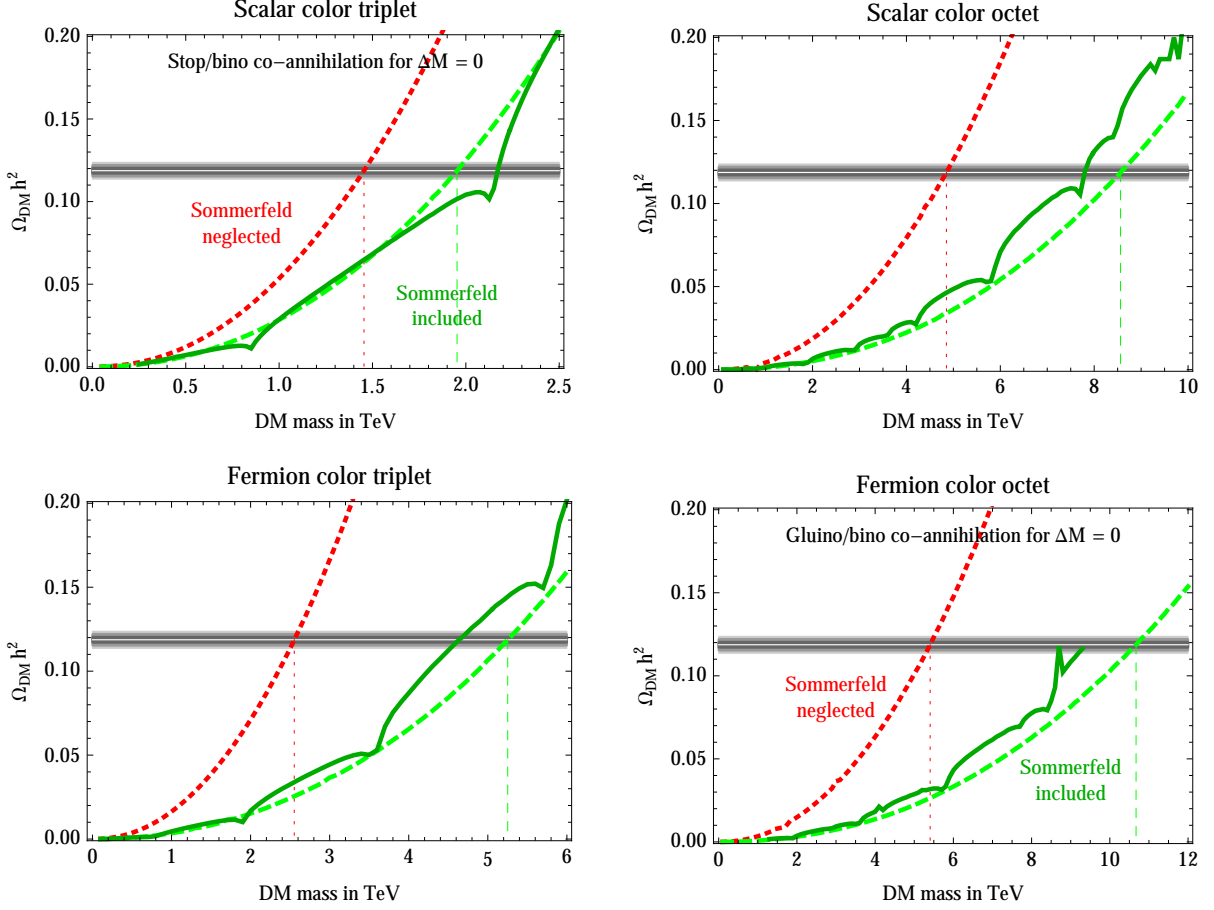 Scalar color triplet
Stop/bino co−annihilation for ΔM = 0
Sommerfeld
neglected
Sommerfeld
included
Ω_DM h²
0.20
0.15
0.10
0.05
0.00
0.0 0.5 1.0 1.5 2.0 2.5
DM mass in TeV
Scalar color octet
Ω_DM h²
0.20
0.15
0.10
0.05
0.00
0 2 4 6 8 10
DM mass in TeV
Fermion color triplet
Ω_DM h²
0.20
0.15
0.10
0.05
0.00
0 1 2 3 4 5 6
DM mass in TeV
Fermion color octet
Gluino/bino co−annihilation for ΔM = 0
Sommerfeld
neglected
Sommerfeld
included
Ω_DM h²
0.20
0.15
0.10
0.05
0.00
0 2 4 6 8 10 12
DM mass in TeV